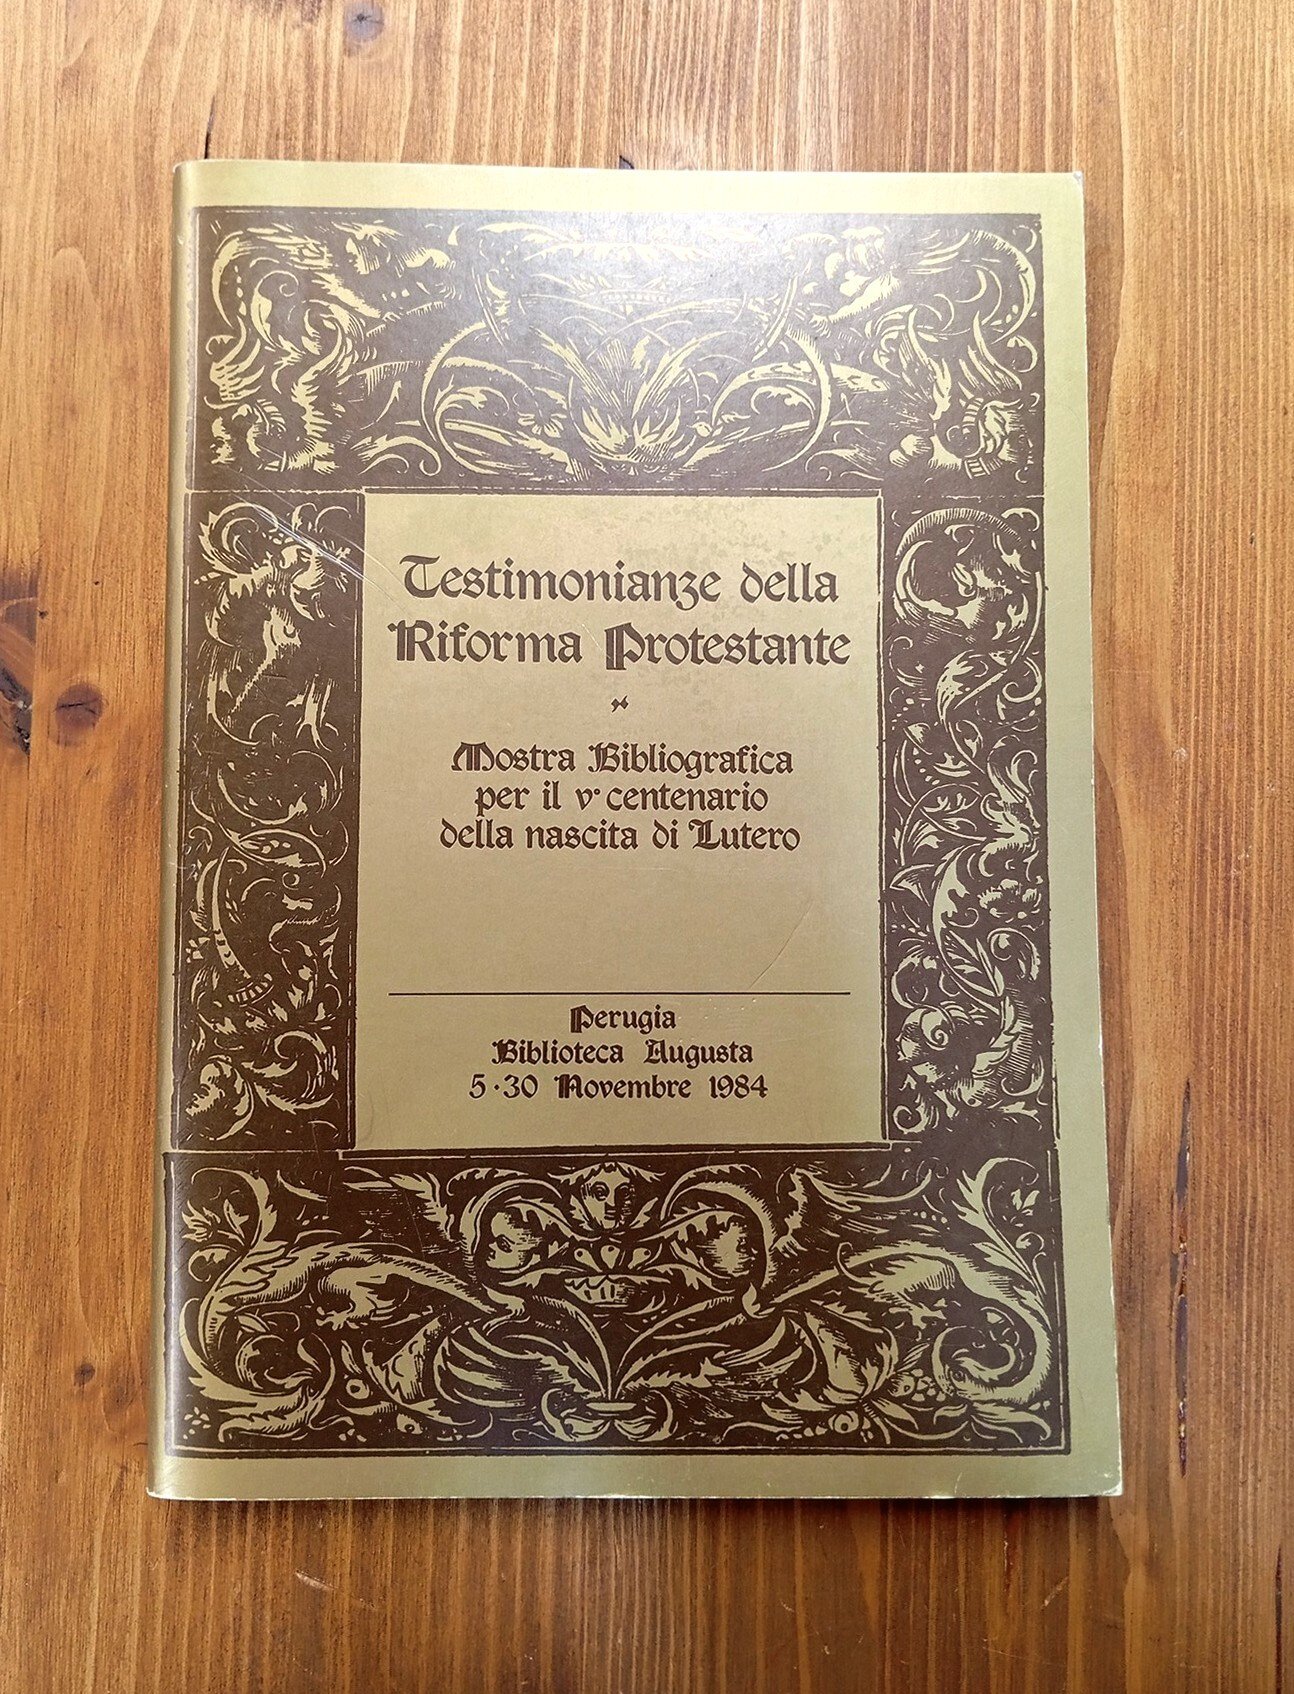 Testimonianze della
Riforma Protestante
Mostra Bibliografica
per il v° centenario
della nascita di Lutero
Perugia
Biblioteca Augusta
5 · 30 Novembre 1984